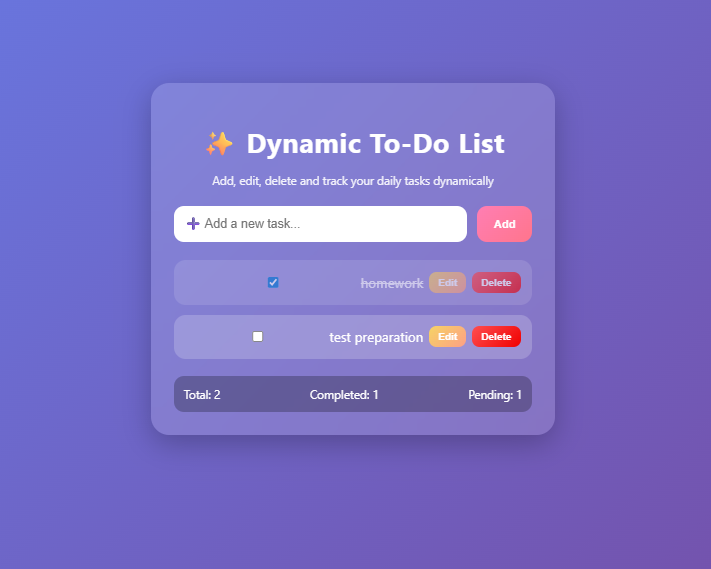 ✨ Dynamic To-Do List
Add, edit, delete and track your daily tasks dynamically
➕ Add a new task... Add
homework Edit Delete
test preparation Edit Delete
Total: 2 Completed: 1 Pending: 1